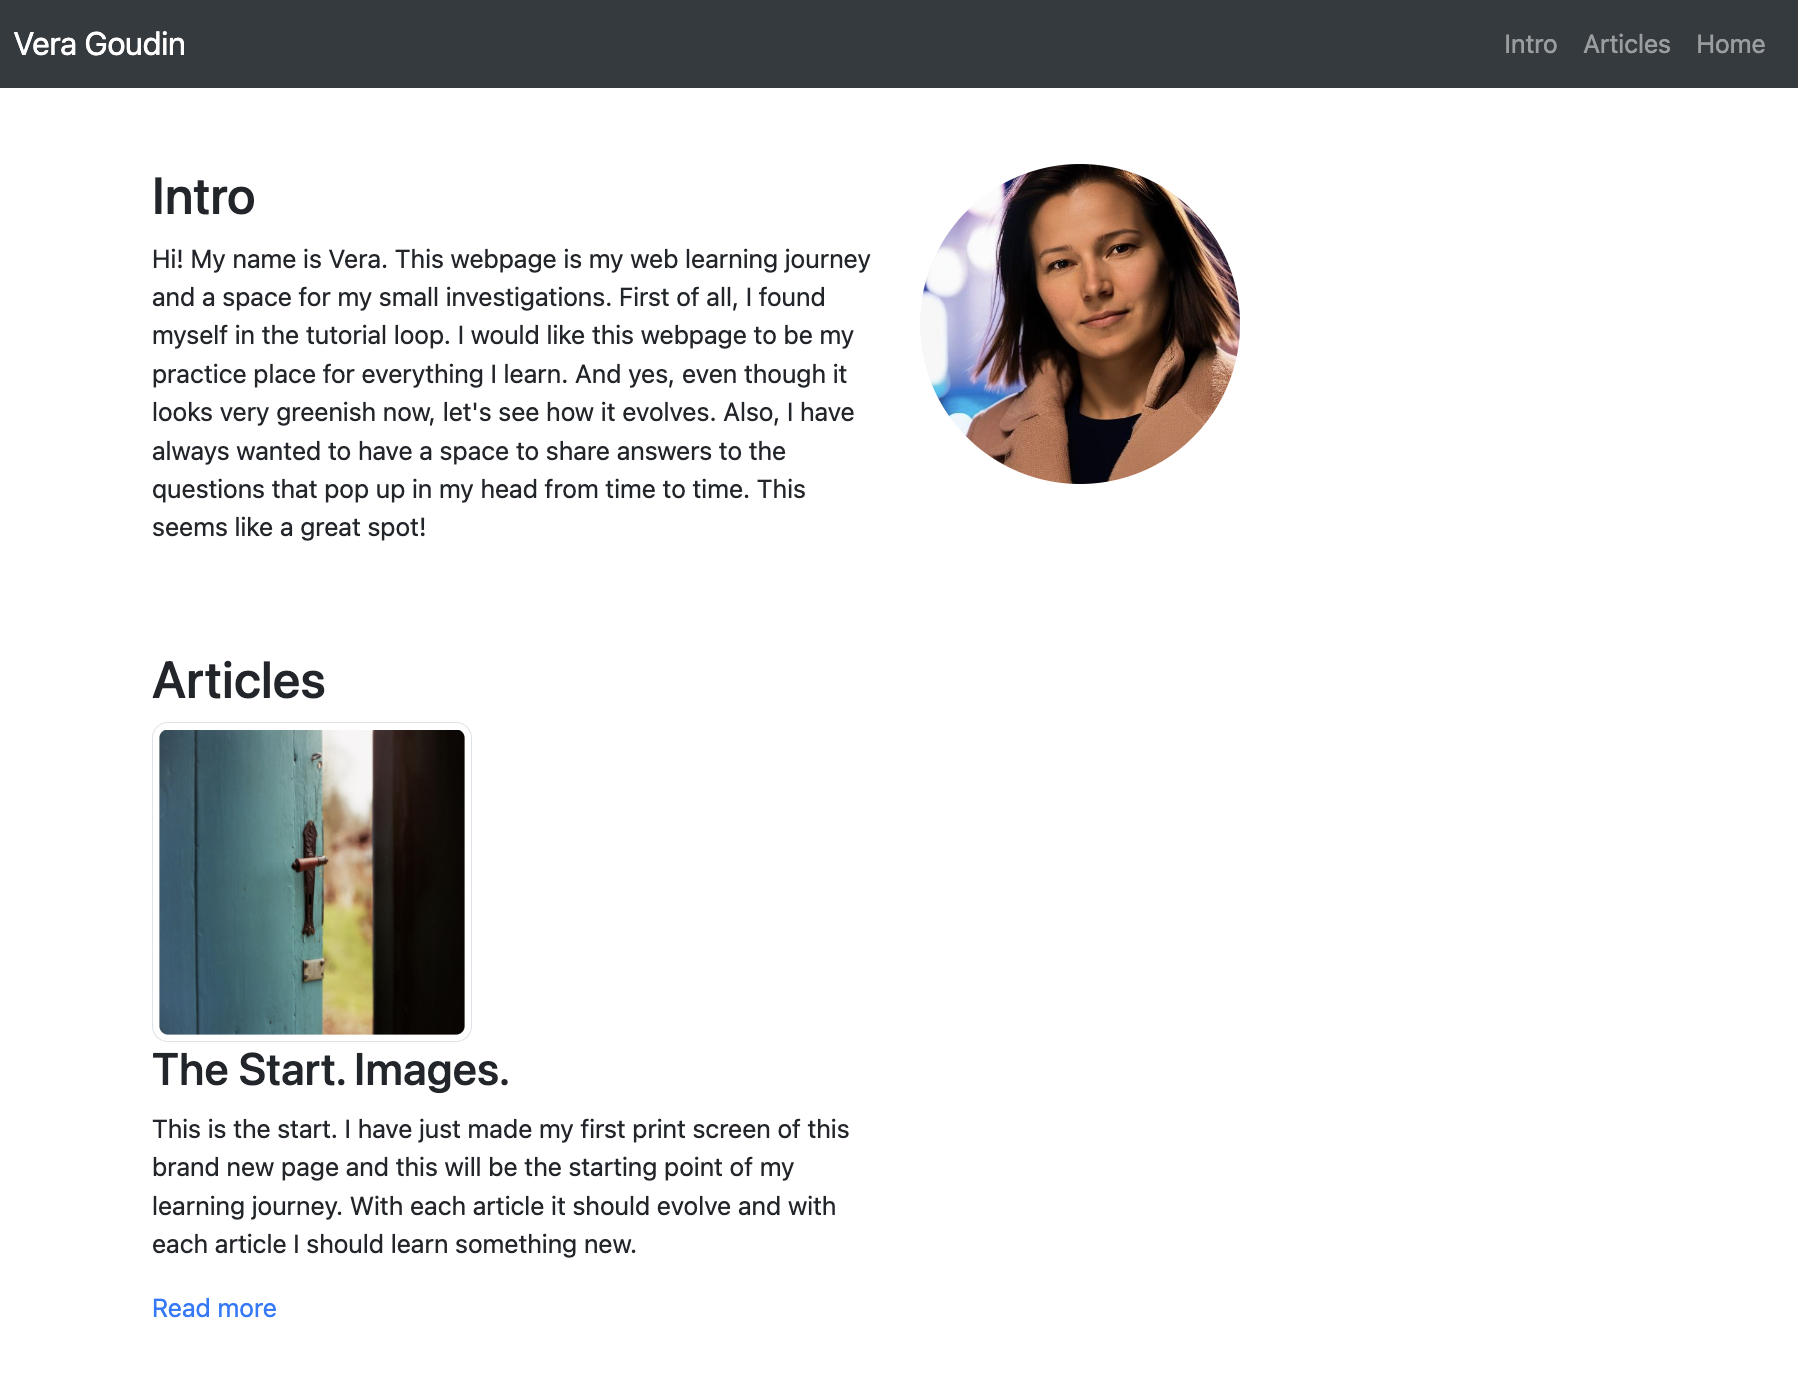 Vera Goudin
Intro Articles Home
Intro
Hi! My name is Vera. This webpage is my web learning journey
and a space for my small investigations. First of all, I found
myself in the tutorial loop. I would like this webpage to be my
practice place for everything I learn. And yes, even though it
looks very greenish now, let's see how it evolves. Also, I have
always wanted to have a space to share answers to the
questions that pop up in my head from time to time. This
seems like a great spot!
Articles
The Start. Images.
This is the start. I have just made my first print screen of this
brand new page and this will be the starting point of my
learning journey. With each article it should evolve and with
each article I should learn something new.
Read more